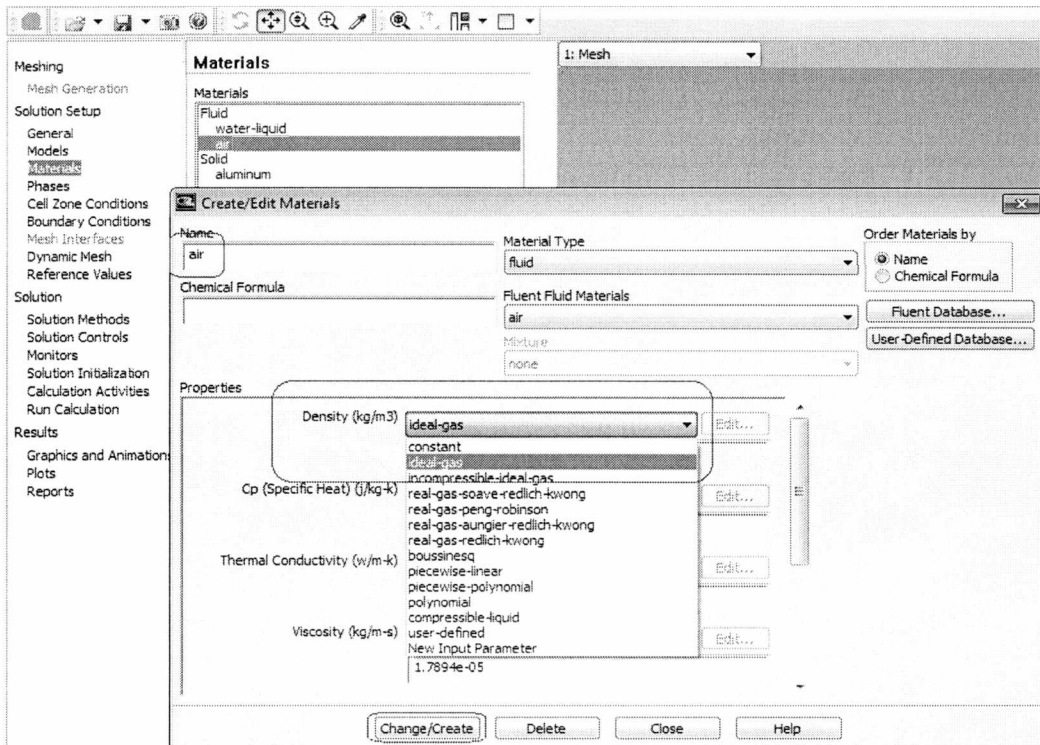 1: Mesh
Meshing
Mesh Generation
Solution Setup
General
Models
Materials
Phases
Cell Zone Conditions
Boundary Conditions
Mesh Interfaces
Dynamic Mesh
Reference Values
Solution
Solution Methods
Solution Controls
Monitors
Solution Initialization
Calculation Activities
Run Calculation
Results
Graphics and Animation
Plots
Reports
Materials
Materials
Fluid
water-liquid
air
Solid
aluminum
Create/Edit Materials
Name
air
Chemical Formula
Material Type
fluid
Fluent Fluid Materials
air
Mixture
none
Order Materials by
Name
Chemical Formula
Fluent Database...
User-Defined Database...
Properties
Density (kg/m3)
ideal-gas
Edit...
constant
ideal-gas
incompressible-ideal-gas
real-gas-soave-redlich-kwong
real-gas-peng-robinson
real-gas-aungier-redlich-kwong
real-gas-redlich-kwong
boussinesq
piecewise-linear
piecewise-polynomial
polynomial
compressible-liquid
user-defined
New Input Parameter
Cp (Specific Heat) (j/kg-k)
Edit...
Thermal Conductivity (w/m-k)
Edit...
Viscosity (kg/m-s)
Edit...
1.7894e-05
Change/Create
Delete
Close
Help